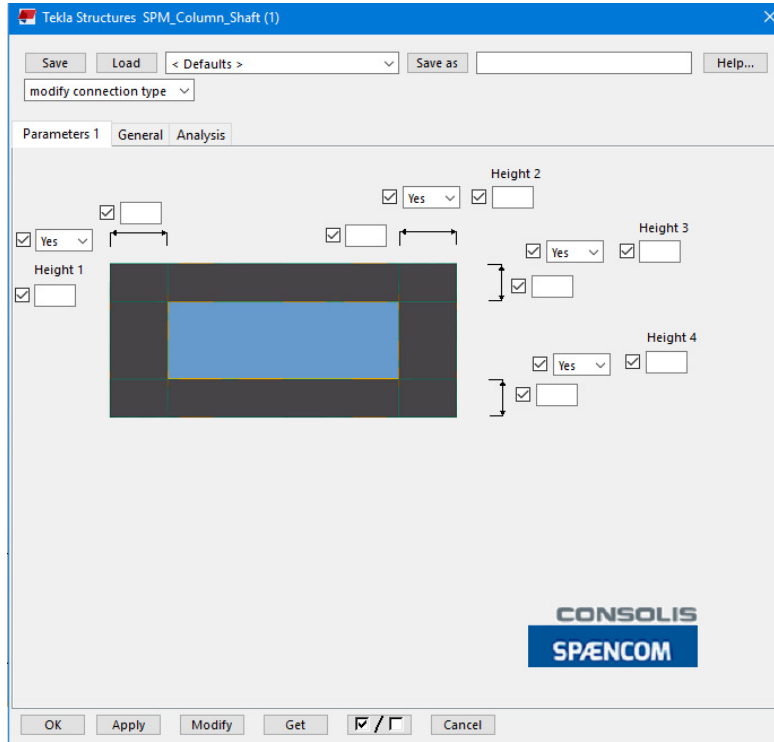 Tekla Structures SPM_Column_Shaft (1)
Save Load < Defaults > Save as Help...
modify connection type
Parameters 1 General Analysis
Height 2
Yes
Height 3
Yes
Yes
Height 1
Height 4
Yes
CONSOLIS
SPÆNCOM
OK Apply Modify Get / Cancel